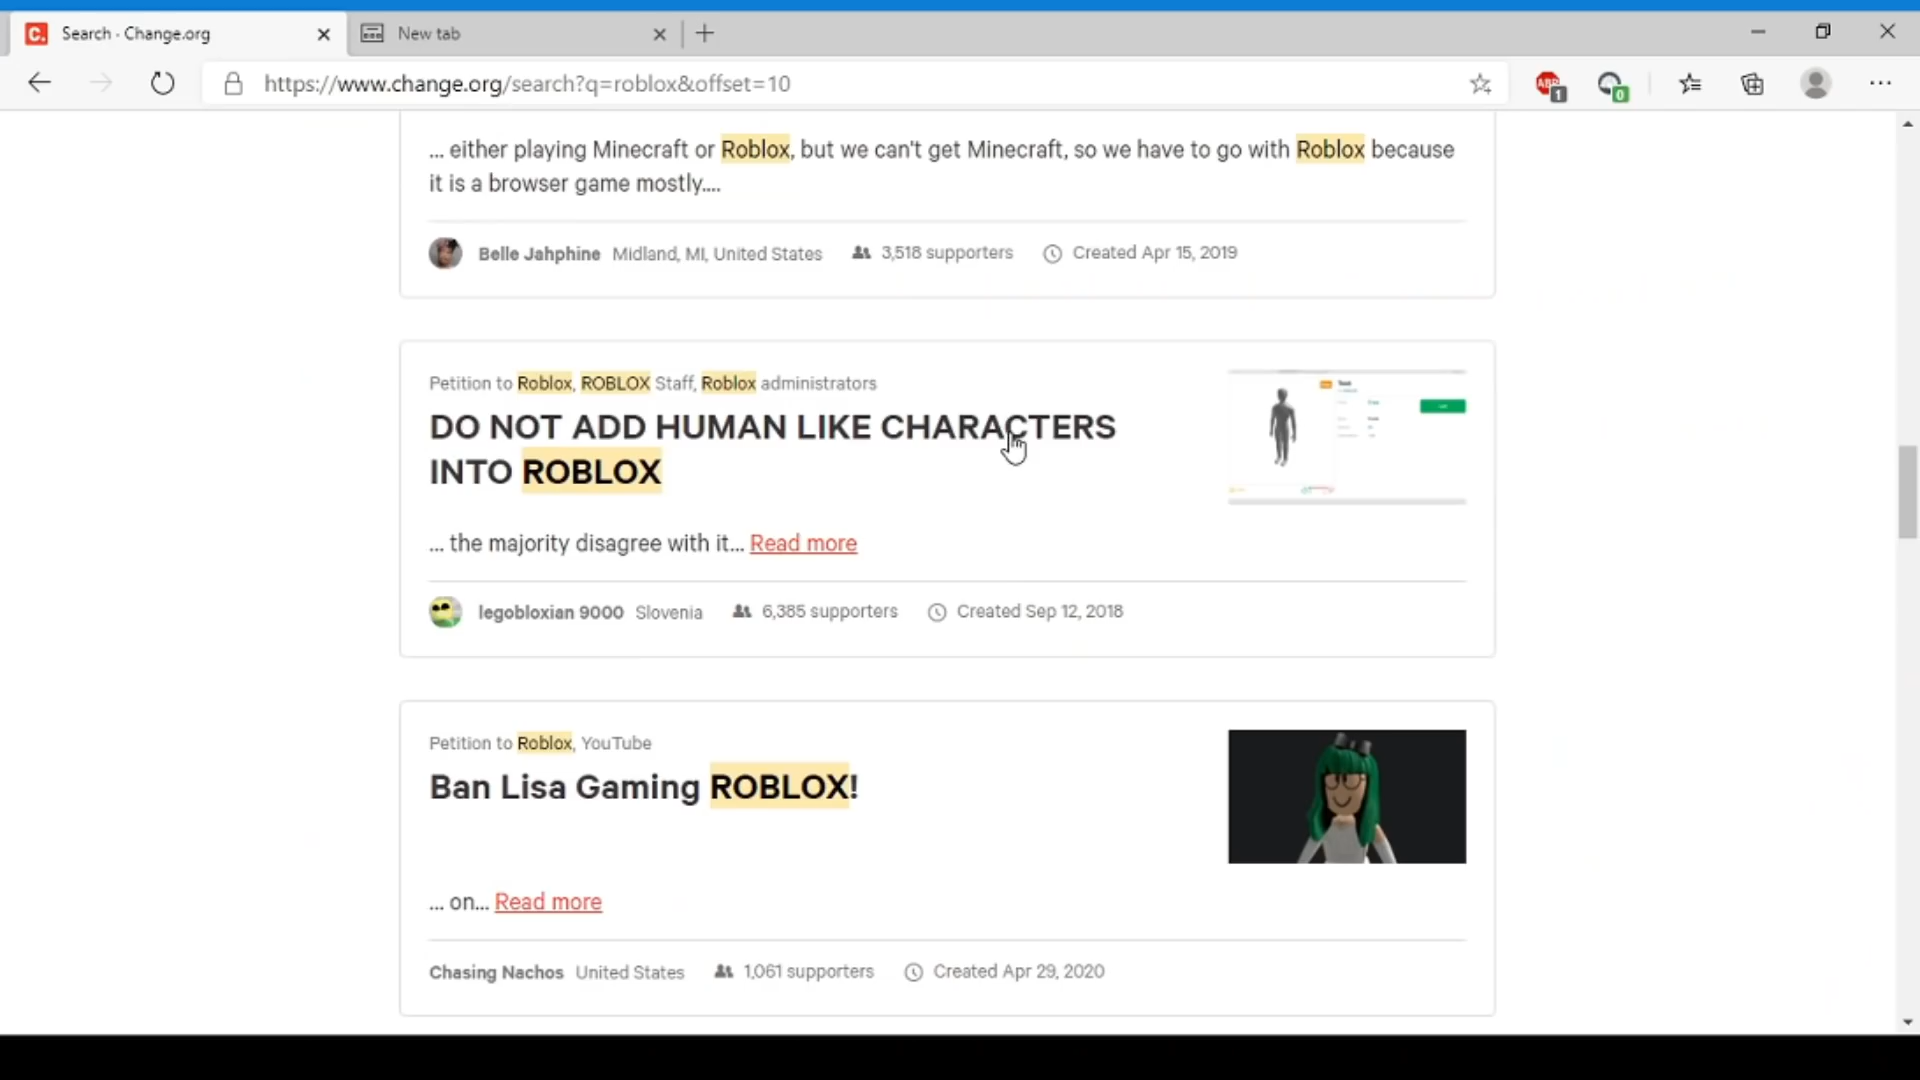 Search - Change.org
New tab
https://www.change.org/search?q=roblox&offset=10
ABP
1
0
... either playing Minecraft or Roblox, but we can't get Minecraft, so we have to go with Roblox because
it is a browser game mostly....
Belle Jahphine Midland, MI, United States 3,518 supporters Created Apr 15, 2019
Petition to Roblox, ROBLOX Staff, Roblox administrators
DO NOT ADD HUMAN LIKE CHARACTERS
INTO ROBLOX
... the majority disagree with it... Read more
legobloxian 9000 Slovenia 6,385 supporters Created Sep 12, 2018
Petition to Roblox, YouTube
Ban Lisa Gaming ROBLOX!
... on... Read more
Chasing Nachos United States 1,061 supporters Created Apr 29, 2020